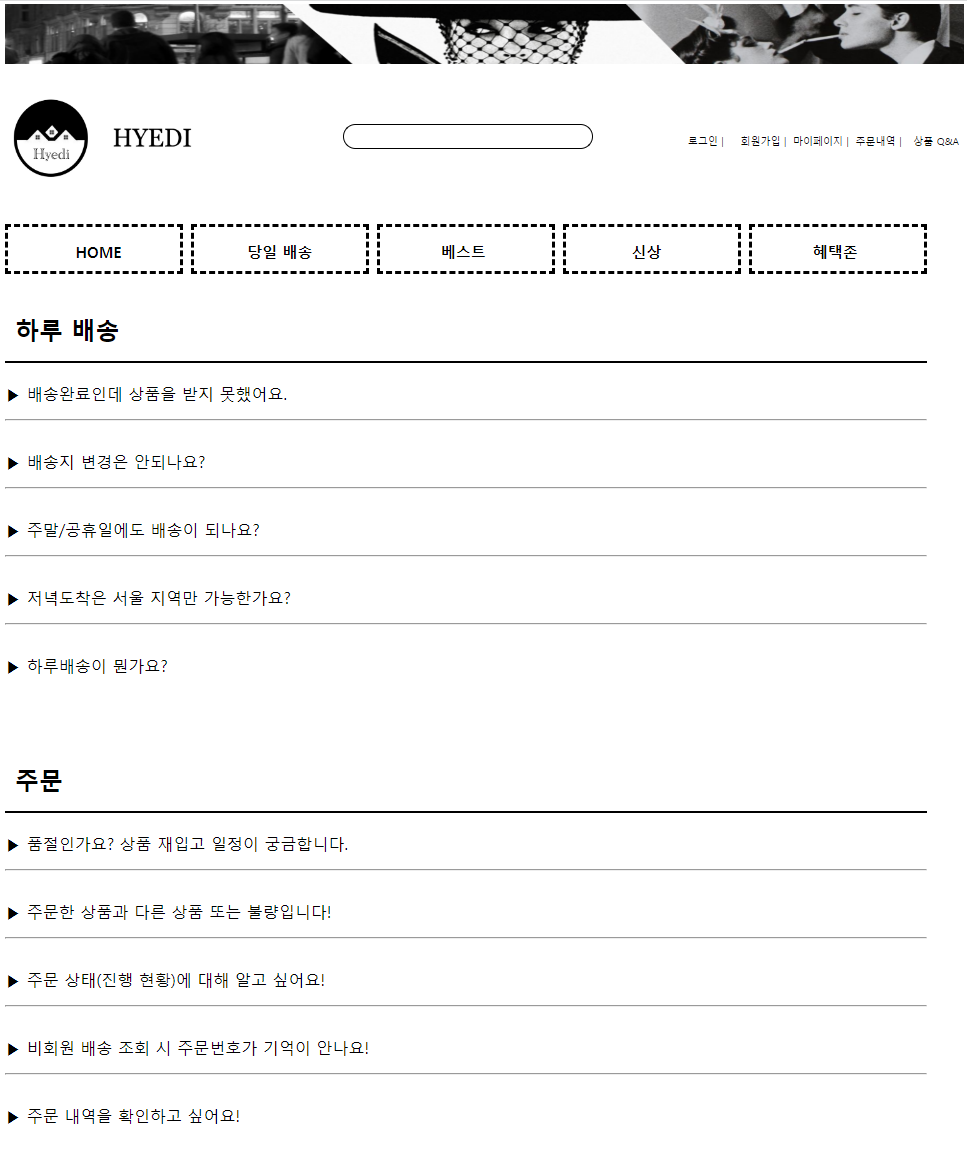 Hyedi
HYEDI
로그인 | 회원가입 | 마이페이지 | 주문내역 | 상품 Q&A
HOME 당일 배송 베스트 신상 혜택존
하루 배송
▶ 배송완료인데 상품을 받지 못했어요.
▶ 배송지 변경은 안되나요?
▶ 주말/공휴일에도 배송이 되나요?
▶ 저녁도착은 서울 지역만 가능한가요?
▶ 하루배송이 뭔가요?
주문
▶ 품절인가요? 상품 재입고 일정이 궁금합니다.
▶ 주문한 상품과 다른 상품 또는 불량입니다!
▶ 주문 상태(진행 현황)에 대해 알고 싶어요!
▶ 비회원 배송 조회 시 주문번호가 기억이 안나요!
▶ 주문 내역을 확인하고 싶어요!